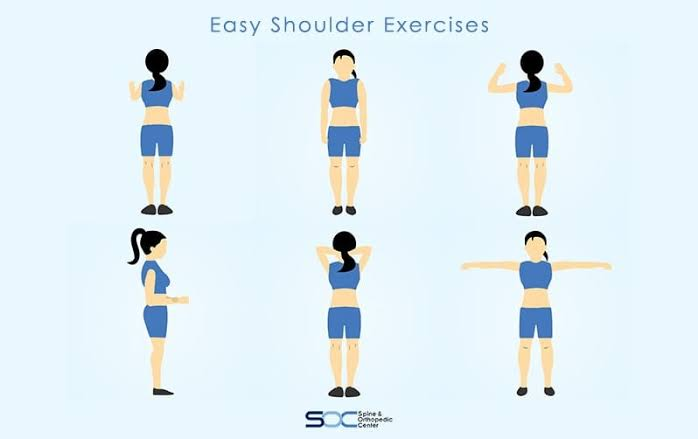 Easy Shoulder Exercises
SOC Spine &
Orthopedic
Center